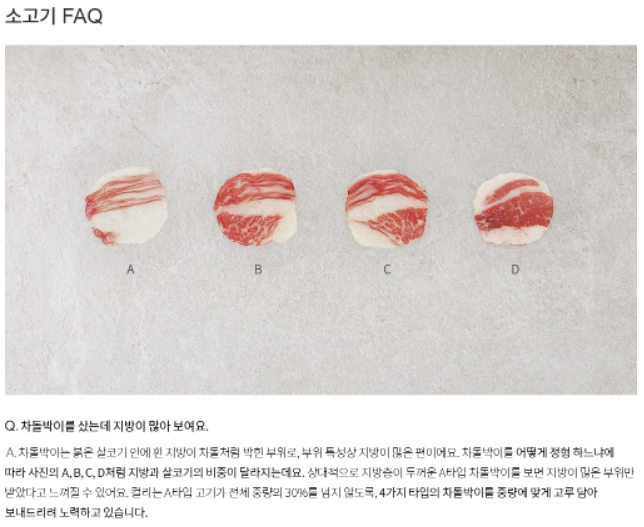 소고기 FAQ
A
B
C
D
Q. 차돌박이를 샀는데 지방이 많아 보여요.
A. 차돌박이는 붉은 살코기 안에 흰 지방이 차돌처럼 박힌 부위로, 부위 특성상 지방이 많은 편이에요. 차돌박이를 어떻게 정형 하느냐에
따라 사진의 A, B, C, D처럼 지방과 살코기의 비중이 달라지는데요. 상대적으로 지방층이 두꺼운 A타입 차돌박이를 보면 지방이 많은 부위만
받았다고 느껴질 수 있어요. 컬리는 A타입 고기가 전체 중량의 30%를 넘지 않도록, 4가지 타입의 차돌박이를 중량에 맞게 고루 담아
보내드리려 노력하고 있습니다.